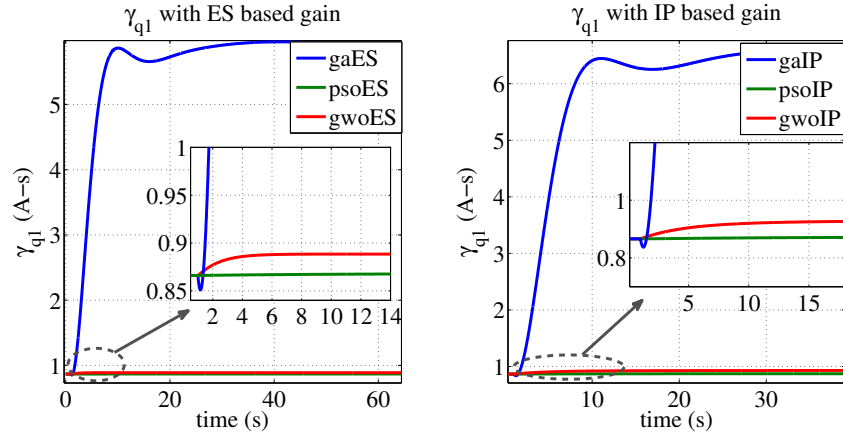 γq1 with ES based gain
γq1 (A−s)
5
4
3
2
1
gaES
psoES
gwoES
1
0.95
0.9
0.85
2 4 6 8 10 12 14
0 20 40 60
time (s)
γq1 with IP based gain
γq1 (A−s)
6
5
4
3
2
1
gaIP
psoIP
gwoIP
1
0.8
5 10 15
10 20 30
time (s)